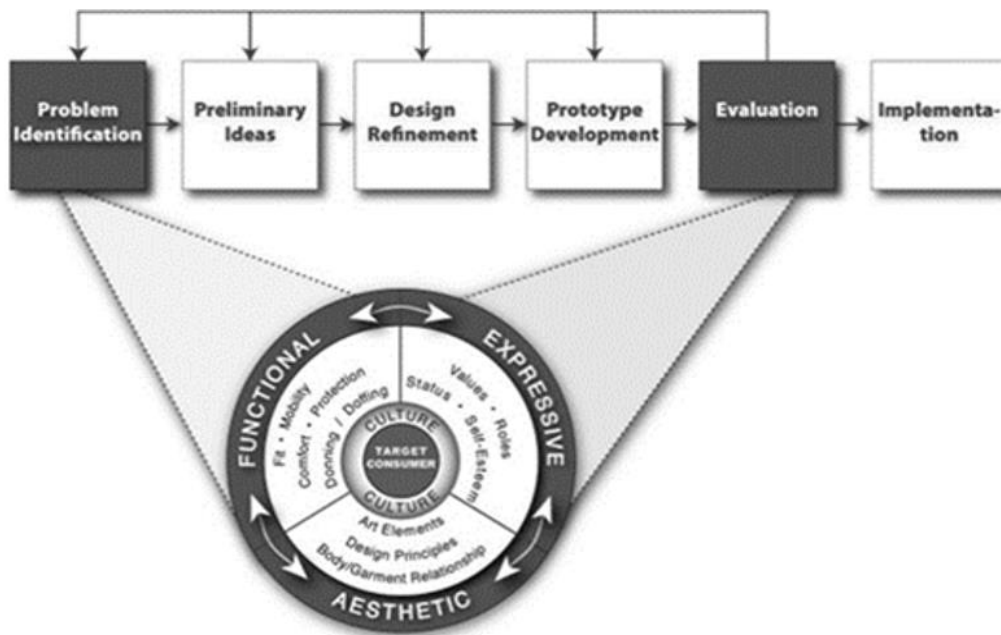 Problem
Identification
Preliminary
Ideas
Design
Refinement
Prototype
Development
Evaluation
Implementa-
tion
FUNCTIONAL
EXPRESSIVE
AESTHETIC
Fit • Mobility
Comfort • Protection
Donning / Doffing
Values • Roles
Status • Self-Esteem
CULTURE
TARGET
CONSUMER
CULTURE
Art Elements
Design Principles
Body/Garment Relationship